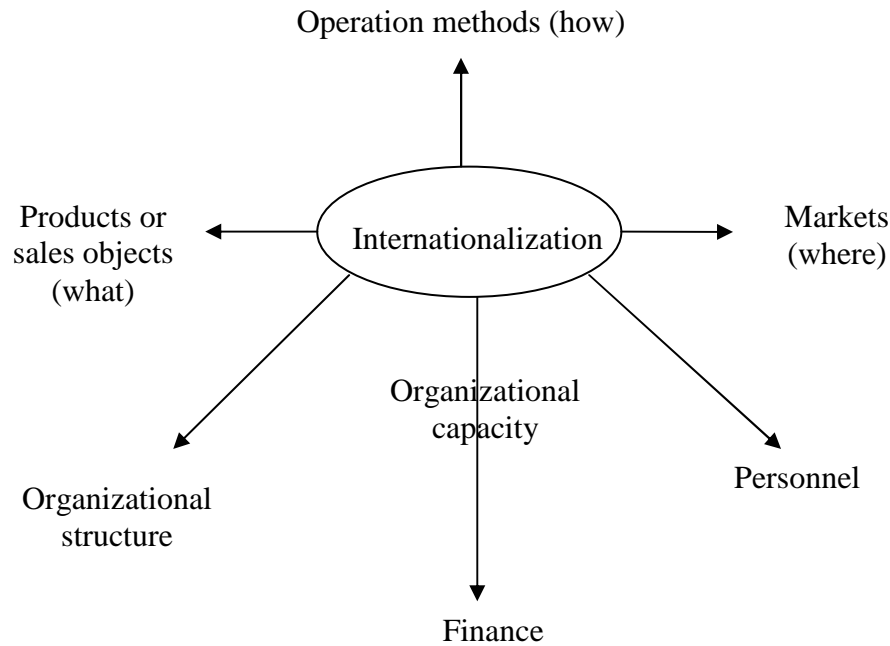 Operation methods (how)
Products or
sales objects
(what)
Internationalization
Markets
(where)
Organizational
capacity
Organizational
structure
Personnel
Finance